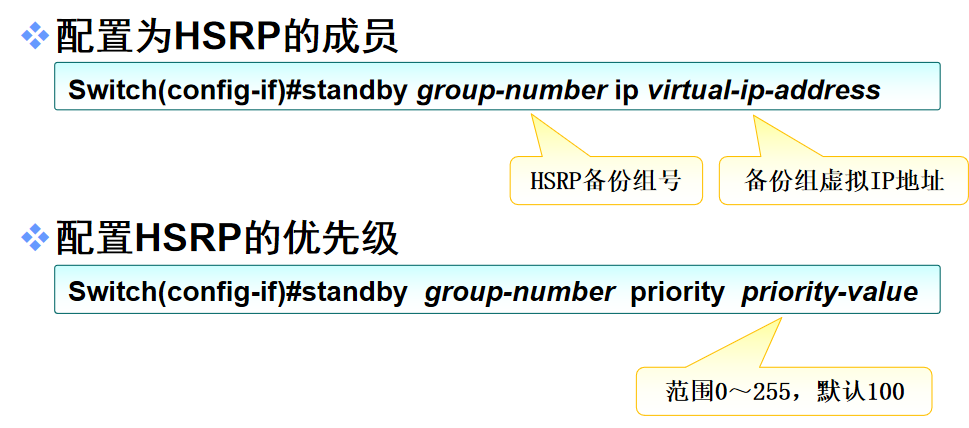 配置为HSRP的成员
Switch(config-if)#standby group-number ip virtual-ip-address
HSRP备份组号
备份组虚拟IP地址
配置HSRP的优先级
Switch(config-if)#standby group-number priority priority-value
范围0～255，默认100